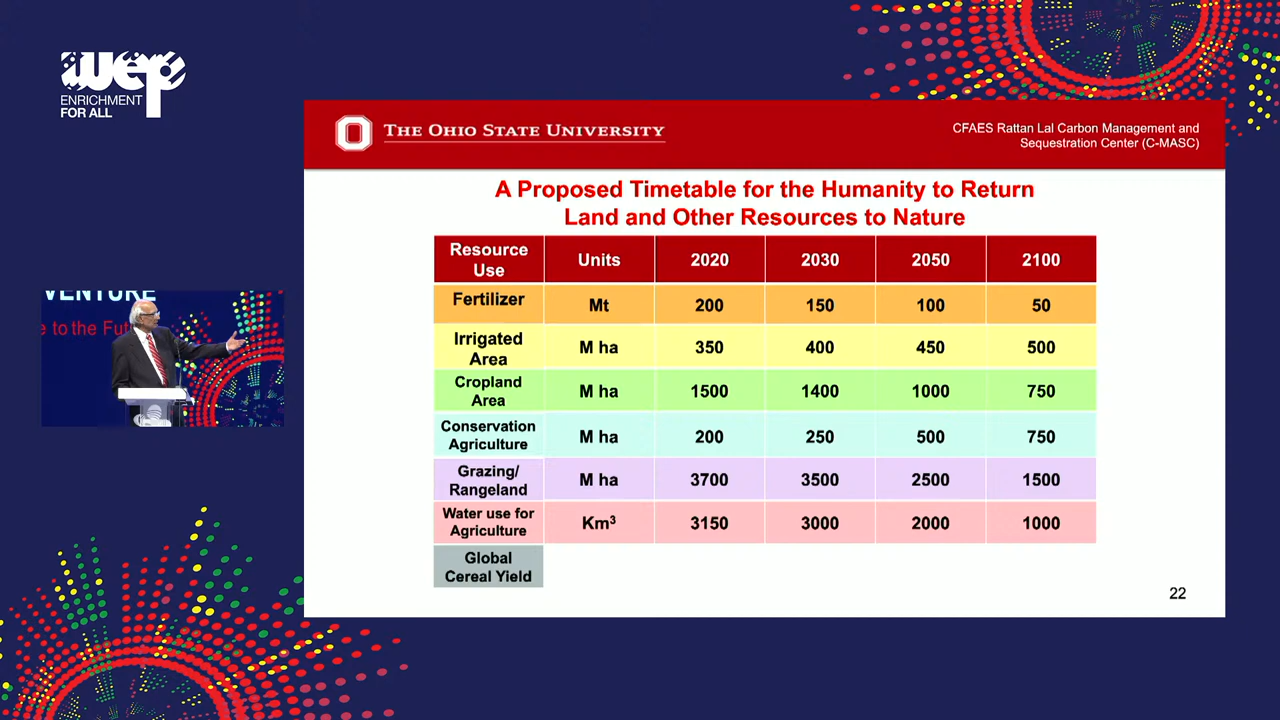 wep
ENRICHMENT
FOR ALL
THE OHIO STATE UNIVERSITY
CFAES Rattan Lal Carbon Management and
Sequestration Center (C-MASC)
A Proposed Timetable for the Humanity to Return
Land and Other Resources to Nature
Resource Use Units 2020 2030 2050 2100
Fertilizer Mt 200 150 100 50
Irrigated Area M ha 350 400 450 500
Cropland Area M ha 1500 1400 1000 750
Conservation Agriculture M ha 200 250 500 750
Grazing/ Rangeland M ha 3700 3500 2500 1500
Water use for Agriculture Km³ 3150 3000 2000 1000
Global Cereal Yield
22
VENTURE
e to the Fut